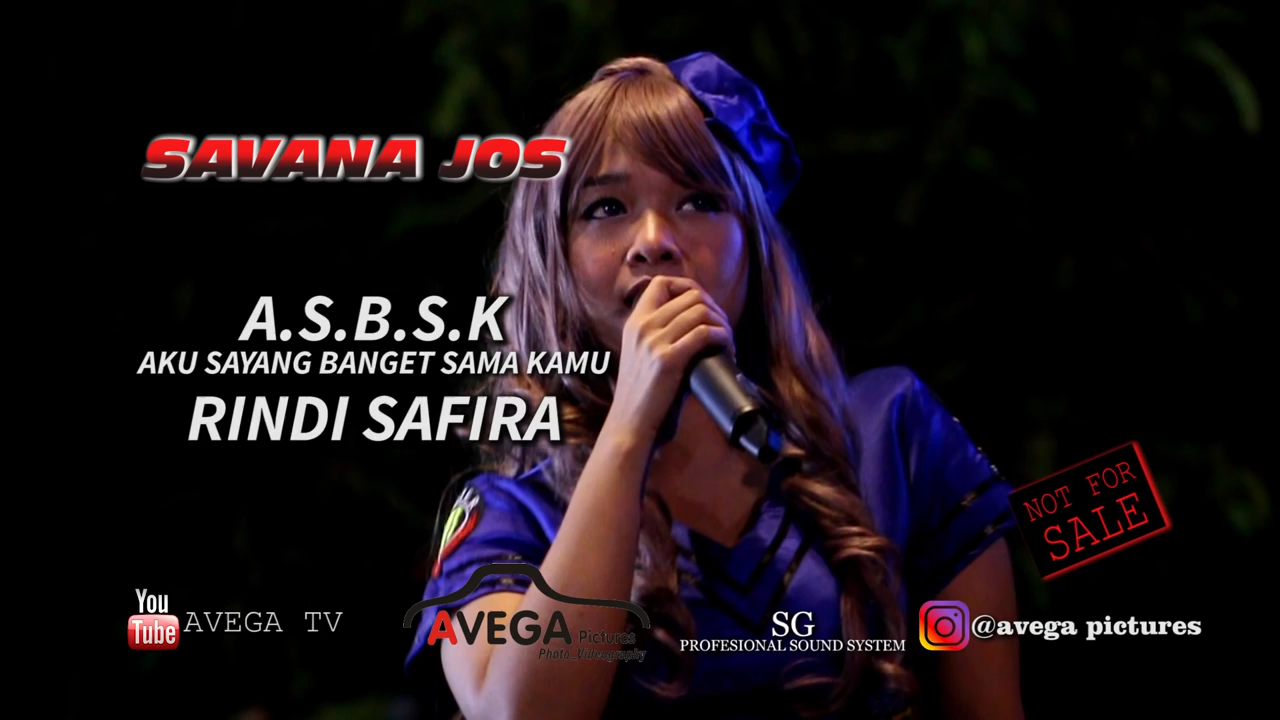 SAVANA JOS
A.S.B.S.K
AKU SAYANG BANGET SAMA KAMU
RINDI SAFIRA
NOT FOR
SALE
You
Tube
AVEGA TV
AVEGA Pictures
Photo_Videography
SG
PROFESIONAL SOUND SYSTEM
@avega pictures